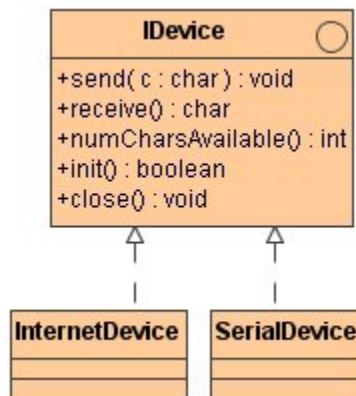 IDevice
+send( c : char ) : void
+receive() : char
+numCharsAvailable() : int
+init() : boolean
+close() : void
InternetDevice
SerialDevice